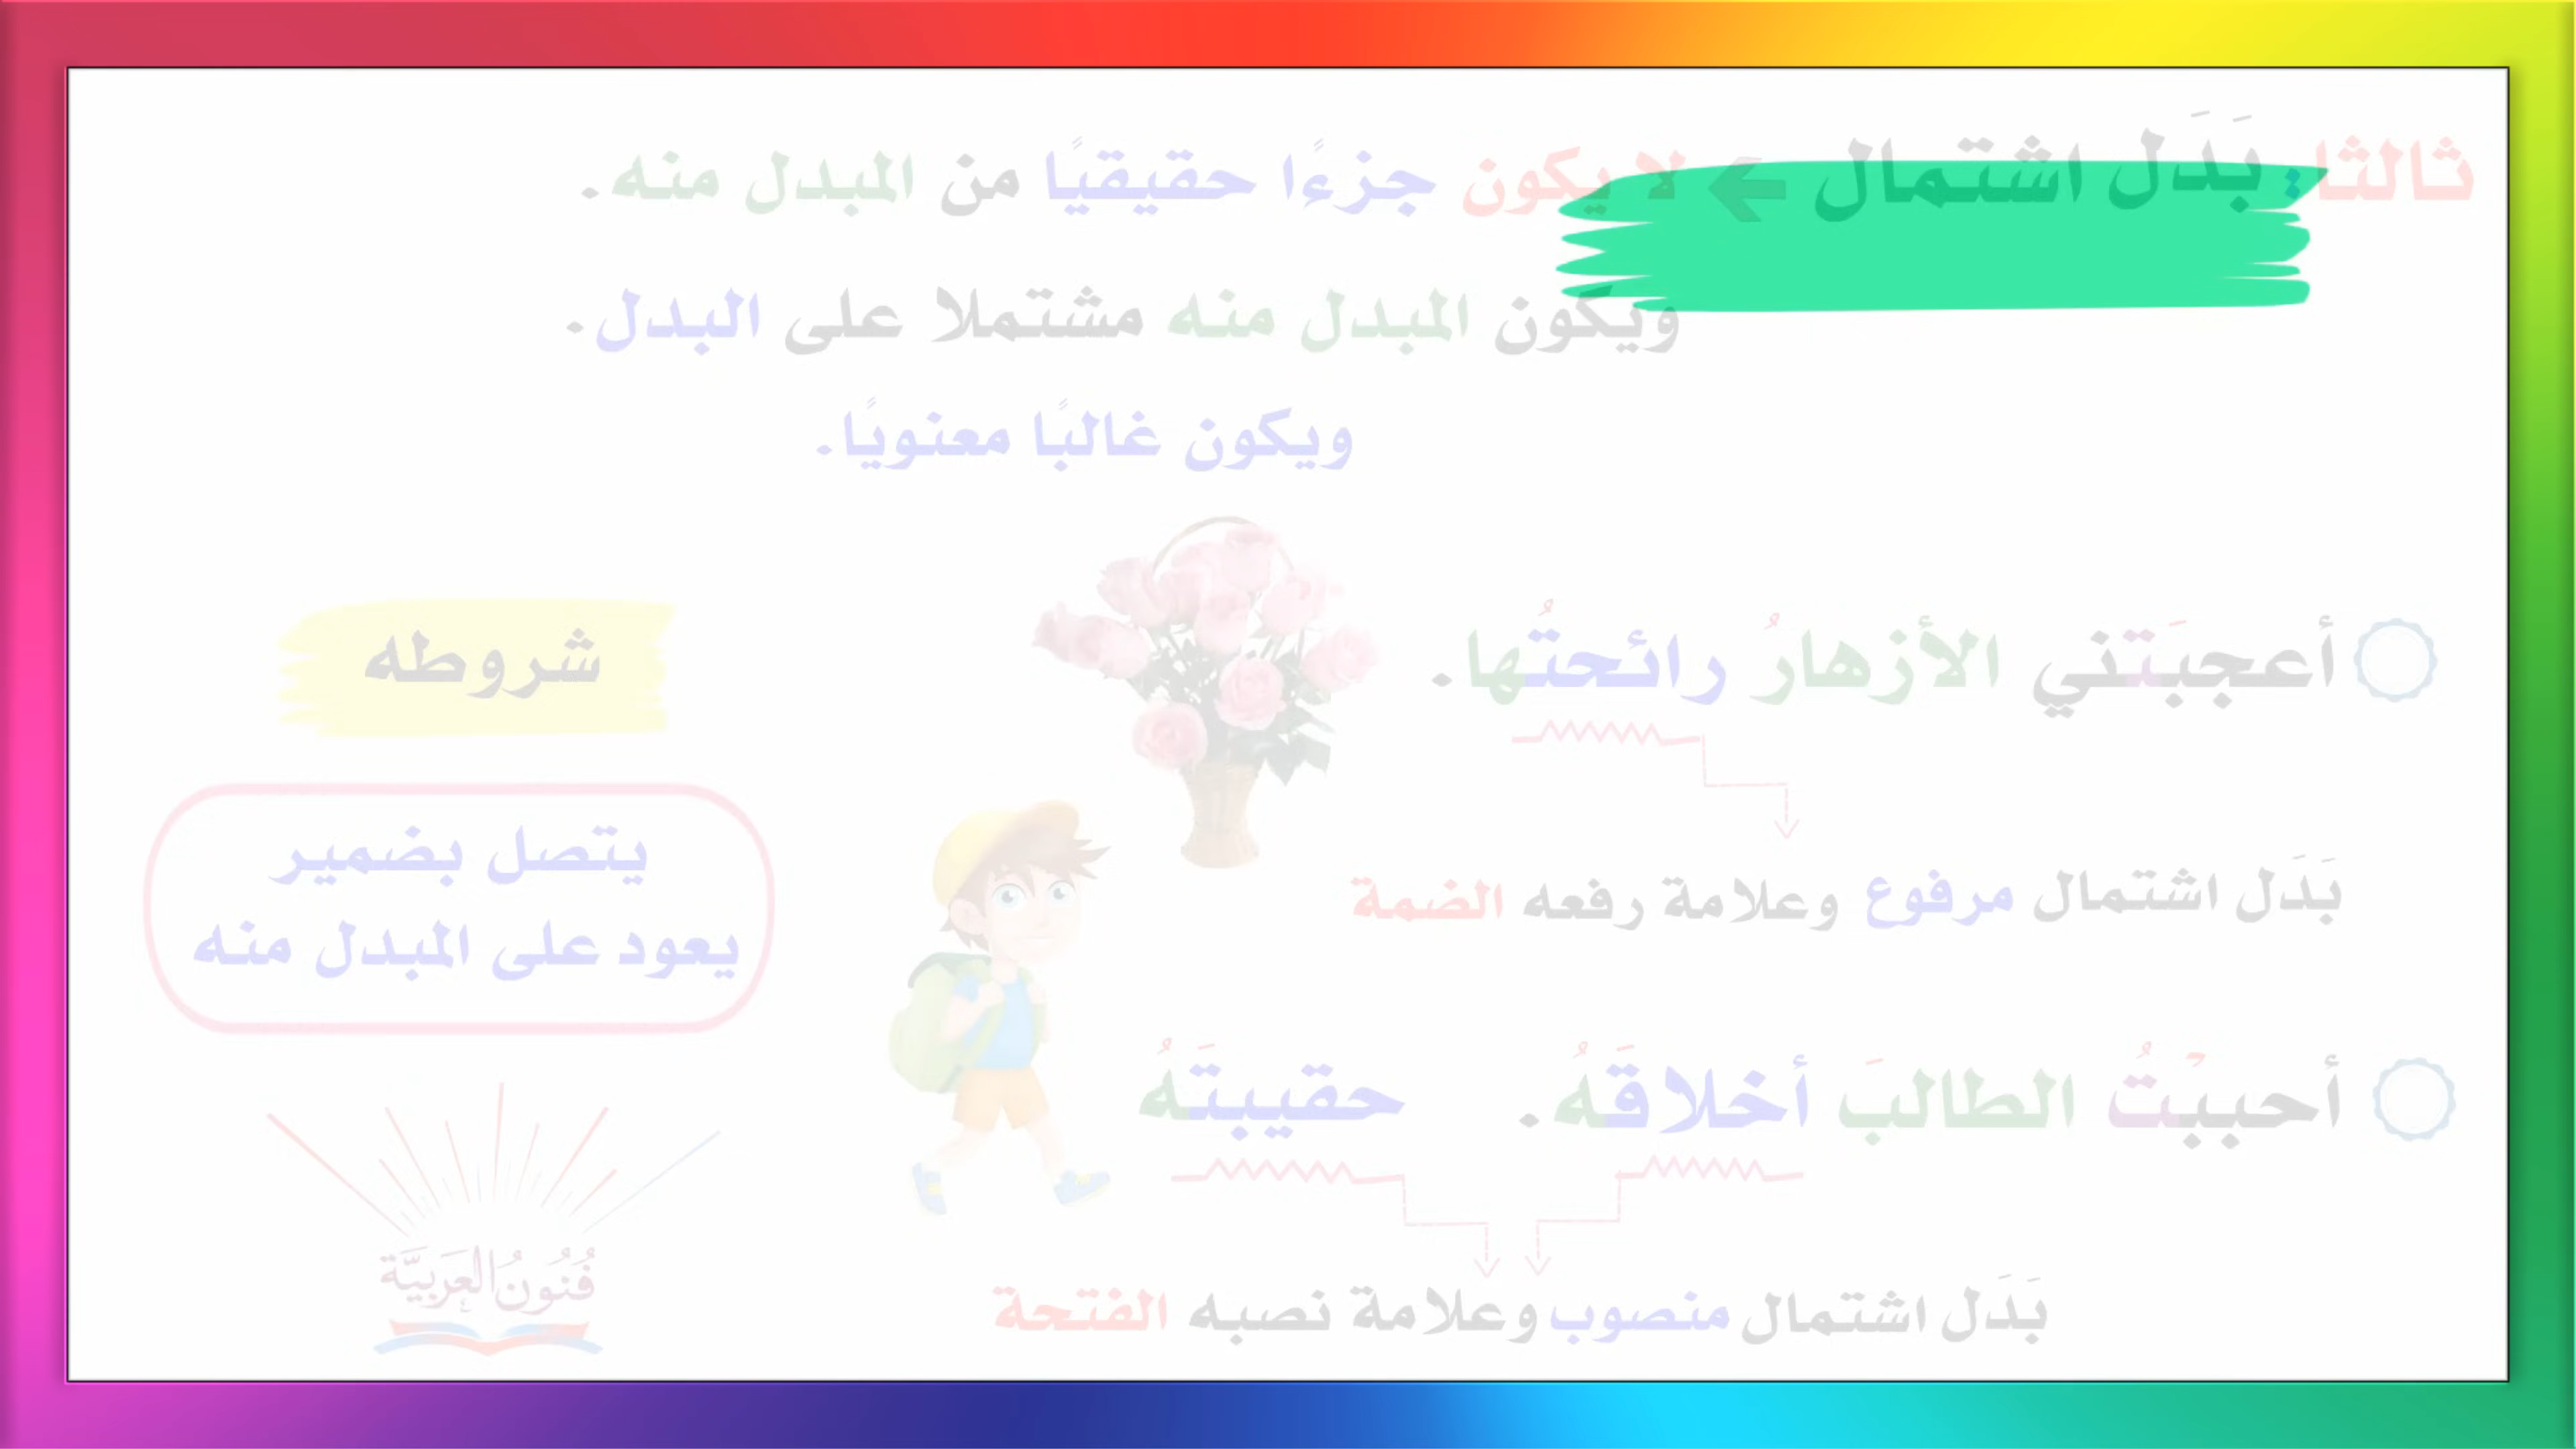 ثالثا: بَدَل اشتمال ← لا يكون جزءًا حقيقيًا من المبدل منه.
ويكون المبدل منه مشتملا على البدل.
ويكون غالبًا معنويًا.
أعجبَتني الأزهارُ رائحتُها.
شروطه
يتصل بضمير
يعود على المبدل منه
بَدَل اشتمال مرفوع وعلامة رفعه الضمة
أحببْتُ الطالبَ أخلاقَهُ. حقيبتَهُ
بَدَل اشتمال منصوب وعلامة نصبه الفتحة
فُنُونُ العَرَبِيَّة